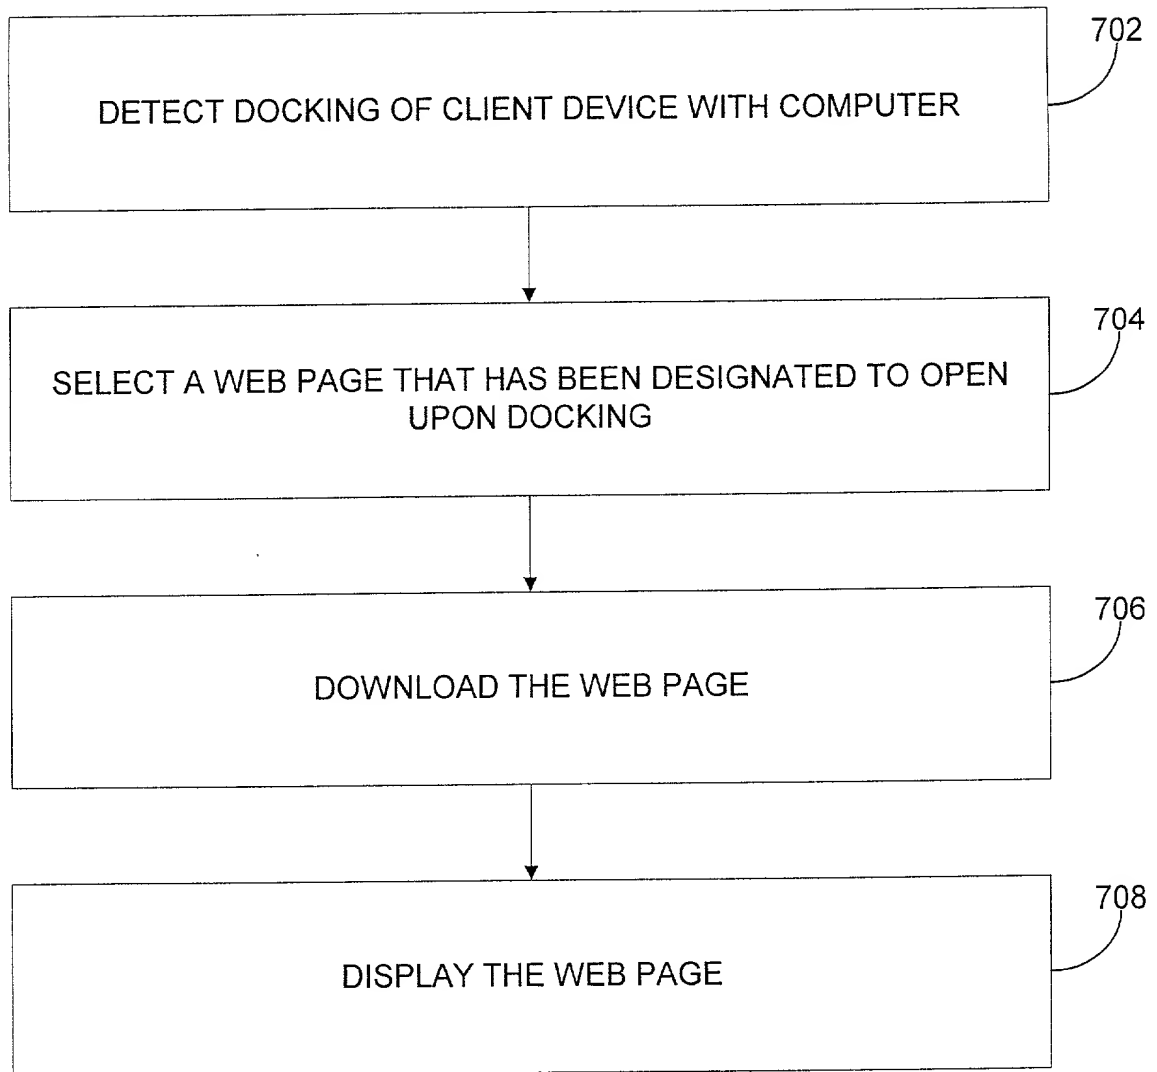 702
DETECT DOCKING OF CLIENT DEVICE WITH COMPUTER
704
SELECT A WEB PAGE THAT HAS BEEN DESIGNATED TO OPEN
UPON DOCKING
706
DOWNLOAD THE WEB PAGE
708
DISPLAY THE WEB PAGE